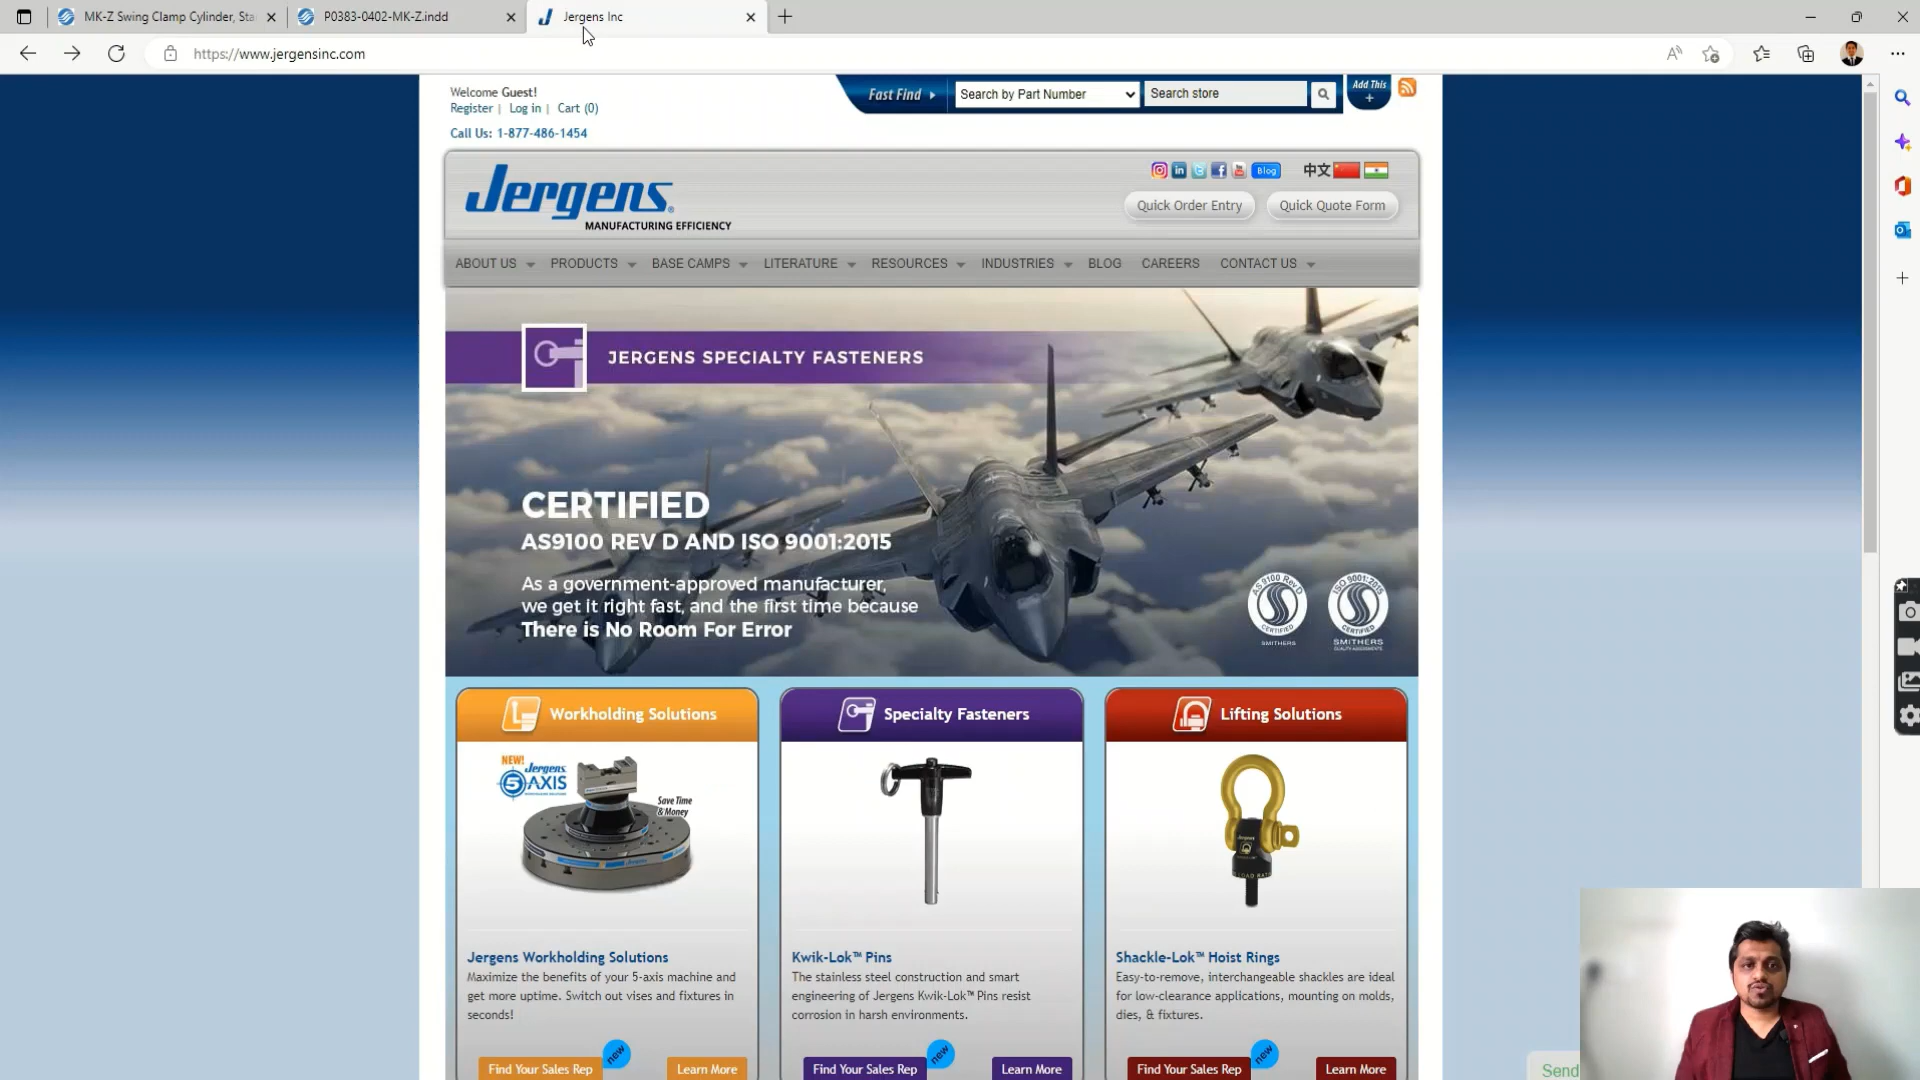 MK-Z Swing Clamp Cylinder, Sta
P0383-0402-MK-Z.indd
Jergens Inc
https://www.jergensinc.com
Welcome Guest!
Register | Log in | Cart (0)
Call Us: 1-877-486-1454
Fast Find
Search by Part Number
Search store
Add This
+
Jergens®
MANUFACTURING EFFICIENCY
Blog
中文
Quick Order Entry
Quick Quote Form
ABOUT US
PRODUCTS
BASE CAMPS
LITERATURE
RESOURCES
INDUSTRIES
BLOG
CAREERS
CONTACT US
JERGENS SPECIALTY FASTENERS
CERTIFIED
AS9100 REV D AND ISO 9001:2015
As a government-approved manufacturer,
we get it right fast, and the first time because
There is No Room For Error
AS 9100 Rev D
CERTIFIED
SMITHERS
ISO 9001:2015
CERTIFIED
SMITHERS
QUALITY ASSESSMENTS
Workholding Solutions
Specialty Fasteners
Lifting Solutions
NEW!
Jergens
5 AXIS
Save Time
& Money
Jergens Workholding Solutions
Maximize the benefits of your 5-axis machine and
get more uptime. Switch out vises and fixtures in
seconds!
Find Your Sales Rep
new
Learn More
Kwik-Lok™ Pins
The stainless steel construction and smart
engineering of Jergens Kwik-Lok™ Pins resist
corrosion in harsh environments.
Find Your Sales Rep
new
Learn More
Shackle-Lok™ Hoist Rings
Easy-to-remove, interchangeable shackles are ideal
for low-clearance applications, mounting on molds,
dies, & fixtures.
Find Your Sales Rep
new
Learn More
Send